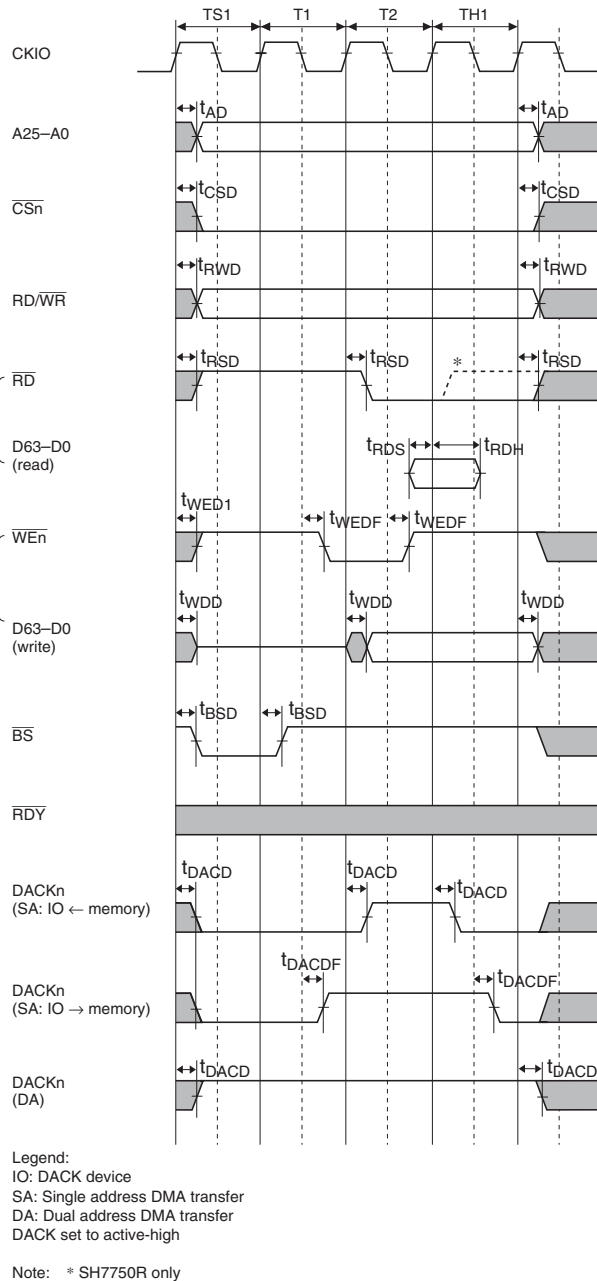 TS1 T1 T2 TH1
CKIO
tAD tAD
A25–A0
tCSD tCSD
CSn
tRWD tRWD
RD/WR
tRSD tRSD * tRSD
RD
D63–D0
(read)
tRDS tRDH
tWED1 tWEDF tWEDF
WEn
tWDD tWDD tWDD
D63–D0
(write)
tBSD tBSD
BS
RDY
tDACD tDACD tDACD
DACKn
(SA: IO ← memory)
tDACDF tDACDF
DACKn
(SA: IO → memory)
tDACD tDACD
DACKn
(DA)
Legend:
IO: DACK device
SA: Single address DMA transfer
DA: Dual address DMA transfer
DACK set to active-high
Note: * SH7750R only